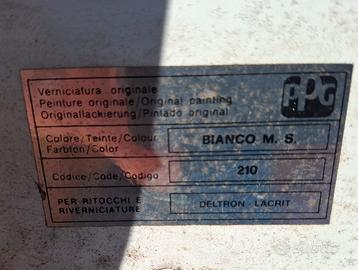 Verniciatura originale
Peinture originale/Original painting
Originallackierung/Pintado original
PPG
Colore/Teinte/Colour
Farbton/Color
BIANCO M. S.
Codice/Code/Codigo
210
PER RITOCCHI E
RIVERNICIATURE
DELTRON - LACRIT